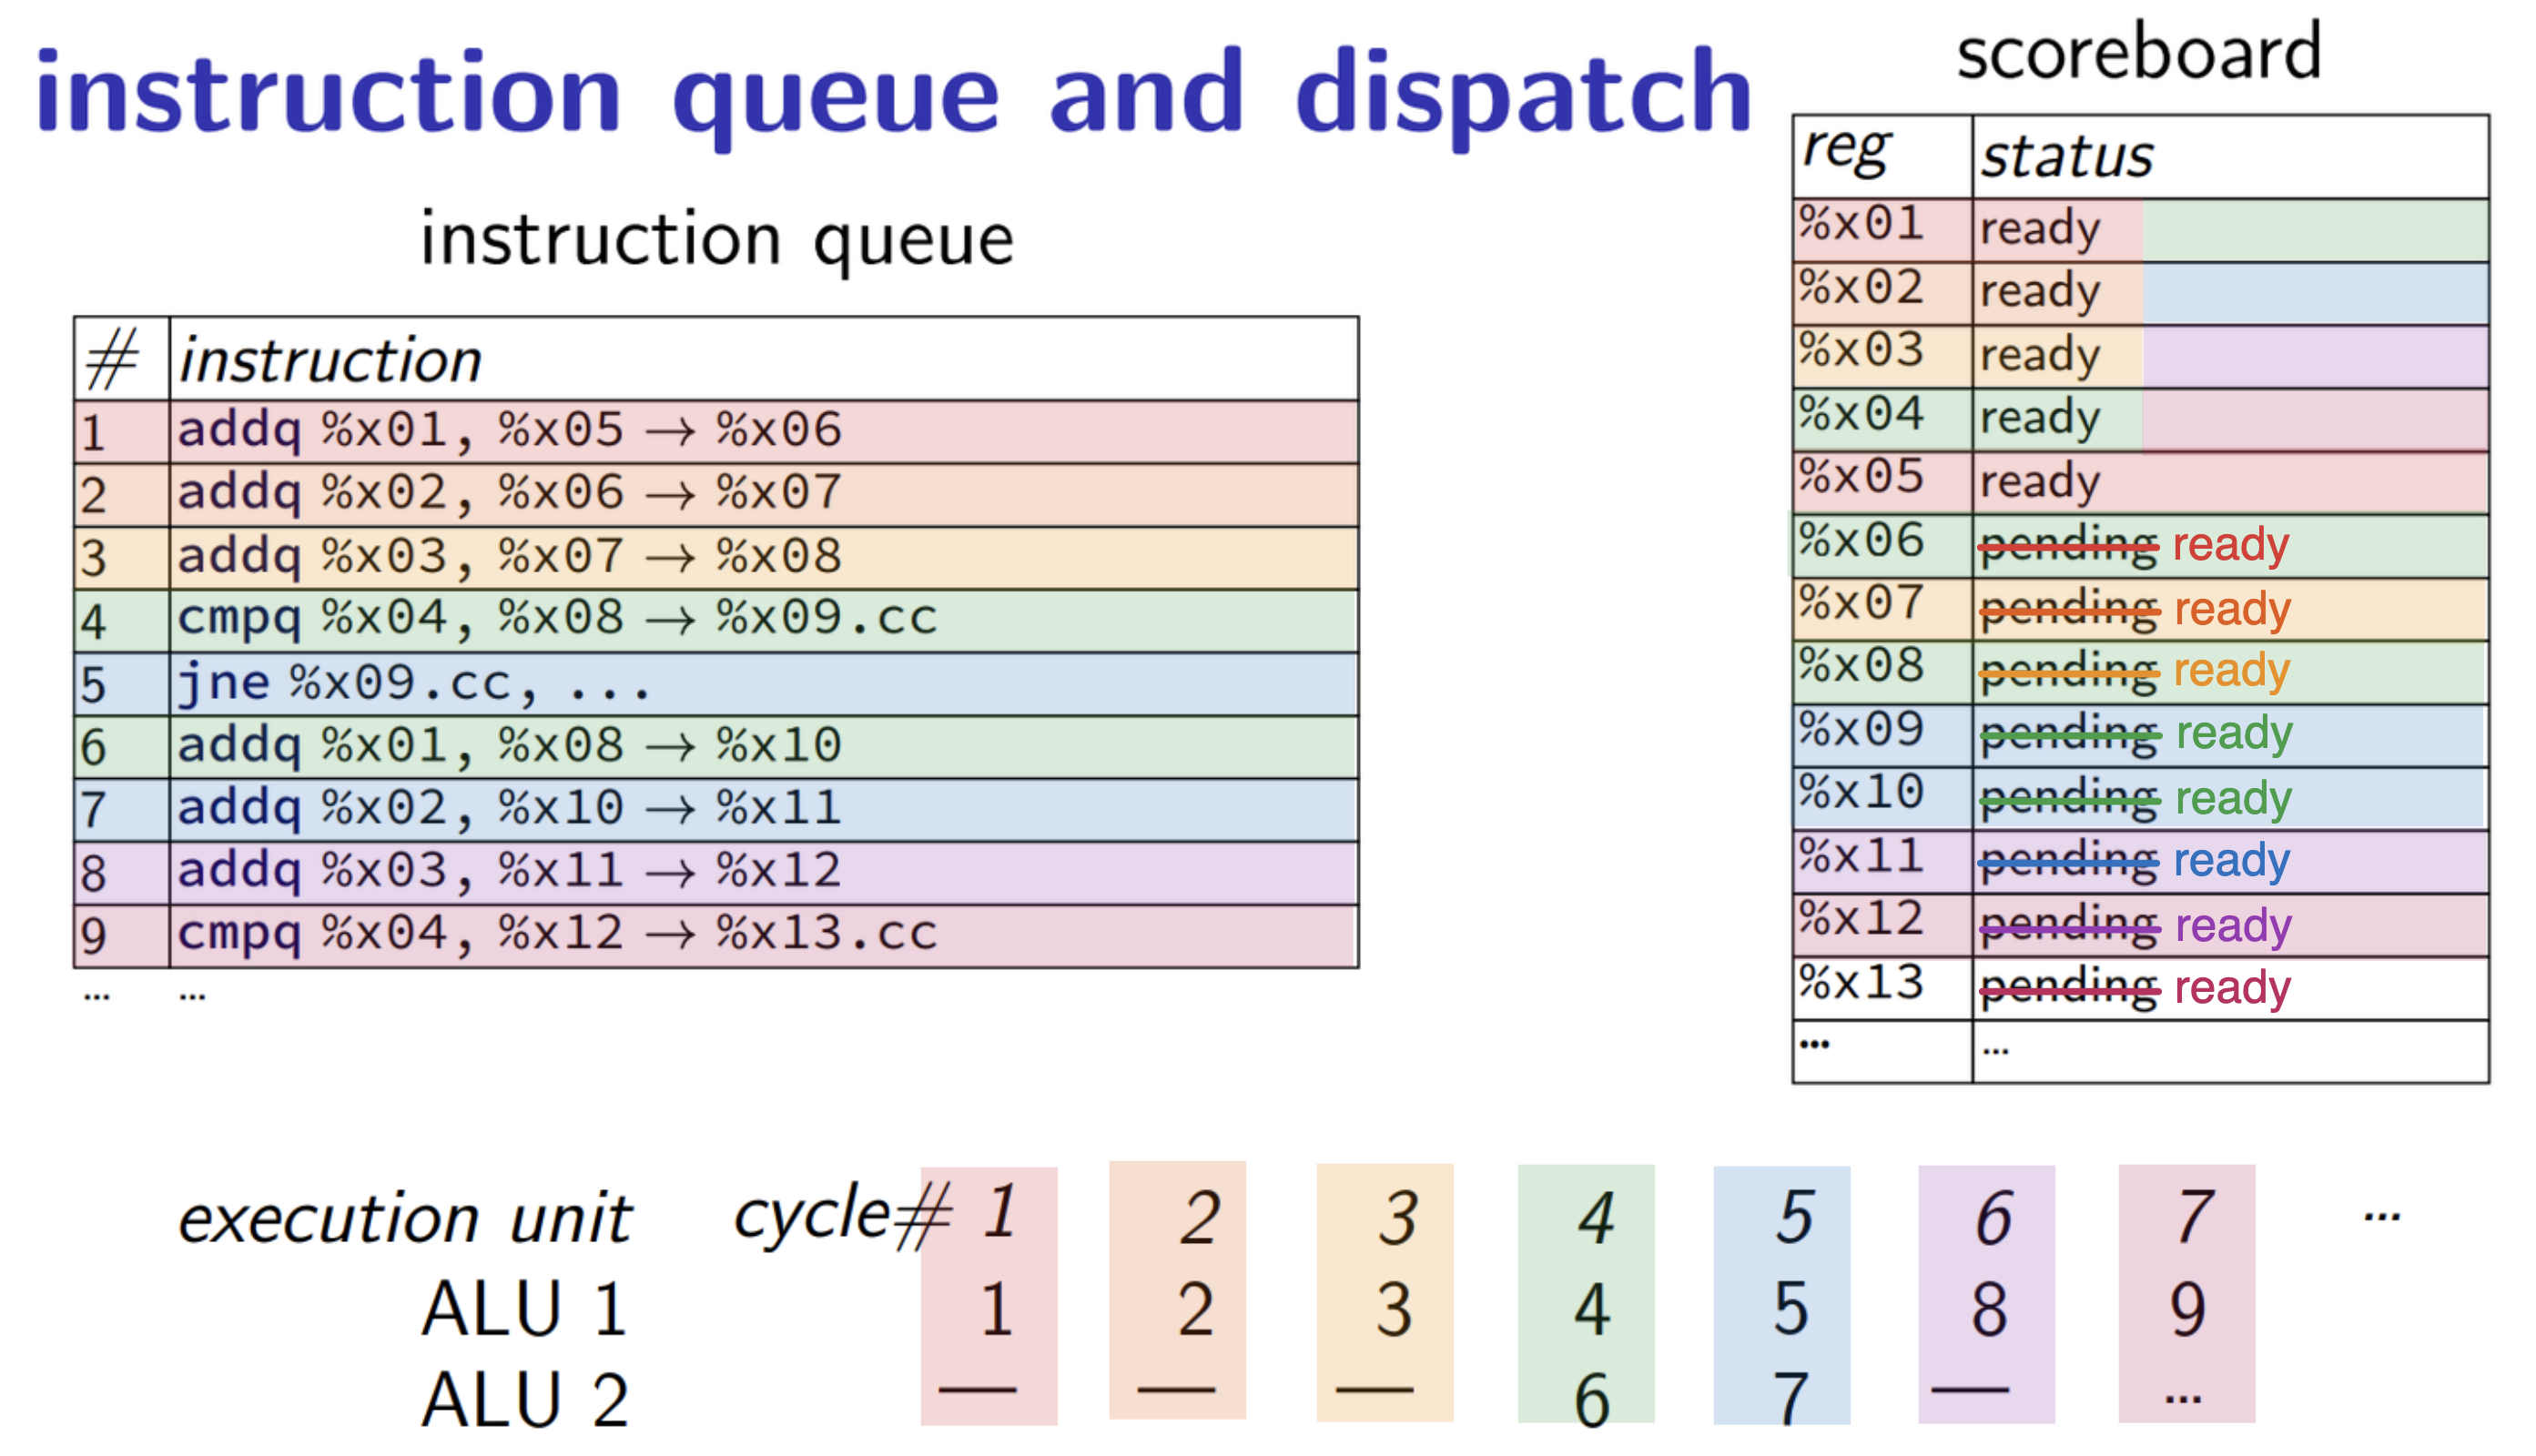 instruction queue and dispatch
instruction queue
# instruction
1 addq %x01, %x05 → %x06
2 addq %x02, %x06 → %x07
3 addq %x03, %x07 → %x08
4 cmpq %x04, %x08 → %x09.cc
5 jne %x09.cc, ...
6 addq %x01, %x08 → %x10
7 addq %x02, %x10 → %x11
8 addq %x03, %x11 → %x12
9 cmpq %x04, %x12 → %x13.cc
... ...
scoreboard
reg status
%x01 ready
%x02 ready
%x03 ready
%x04 ready
%x05 ready
%x06 pending ready
%x07 pending ready
%x08 pending ready
%x09 pending ready
%x10 pending ready
%x11 pending ready
%x12 pending ready
%x13 pending ready
... ...
execution unit cycle# 1 2 3 4 5 6 7 ...
ALU 1 1 2 3 4 5 8 9
ALU 2 — — — 6 7 — ...